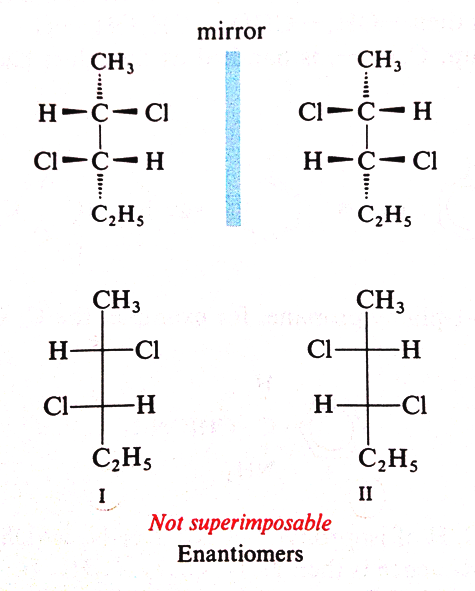 mirror
CH₃ CH₃
H C Cl Cl C H
Cl C H H C Cl
C₂H₅ C₂H₅
CH₃ CH₃
H Cl Cl H
Cl H H Cl
C₂H₅ C₂H₅
I II
Not superimposable
Enantiomers